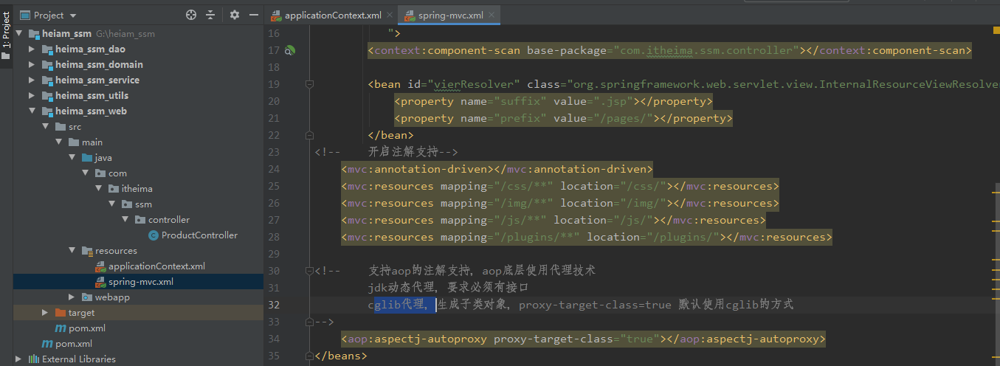 Project
1: Project
heiam_ssm G:\heiam_ssm
heima_ssm_dao
heima_ssm_domain
heima_ssm_service
heima_ssm_utils
heima_ssm_web
src
main
java
com
itheima
ssm
controller
ProductController
resources
applicationContext.xml
spring-mvc.xml
webapp
target
pom.xml
pom.xml
External Libraries
applicationContext.xml
spring-mvc.xml
16 ">
17 <context:component-scan base-package="com.itheima.ssm.controller"></context:component-scan>
18
19 <bean id="vierResolver" class="org.springframework.web.servlet.view.InternalResourceViewResolver
20 <property name="suffix" value=".jsp"></property>
21 <property name="prefix" value="/pages/"></property>
22 </bean>
23 <!-- 开启注解支持-->
24 <mvc:annotation-driven></mvc:annotation-driven>
25 <mvc:resources mapping="/css/**" location="/css/"></mvc:resources>
26 <mvc:resources mapping="/img/**" location="/img/"></mvc:resources>
27 <mvc:resources mapping="/js/**" location="/js/"></mvc:resources>
28 <mvc:resources mapping="/plugins/**" location="/plugins/"></mvc:resources>
29
30 <!-- 支持aop的注解支持，aop底层使用代理技术
31 jdk动态代理，要求必须有接口
32 cglib代理，生成子类对象，proxy-target-class=true 默认使用cglib的方式
33 -->
34 <aop:aspectj-autoproxy proxy-target-class="true"></aop:aspectj-autoproxy>
35 </beans>